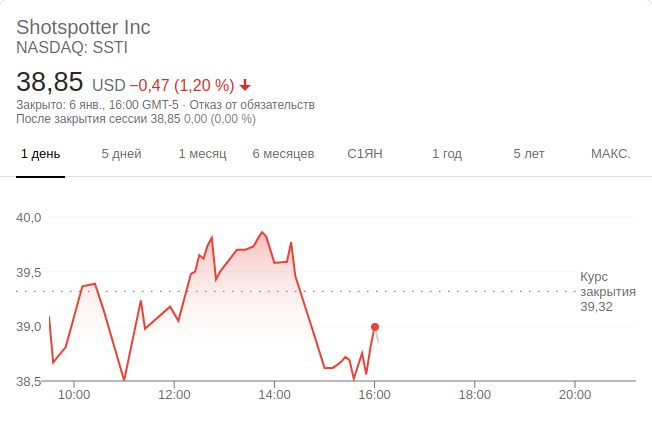 Shotspotter Inc
NASDAQ: SSTI
38,85 USD −0,47 (1,20 %)
Закрыто: 6 янв., 16:00 GMT-5 · Отказ от обязательств
После закрытия сессии 38,85 0,00 (0,00 %)
1 день 5 дней 1 месяц 6 месяцев С1ЯН 1 год 5 лет МАКС.
40,0
39,5
Курс
закрытия
39,32
39,0
38,5
10:00 12:00 14:00 16:00 18:00 20:00